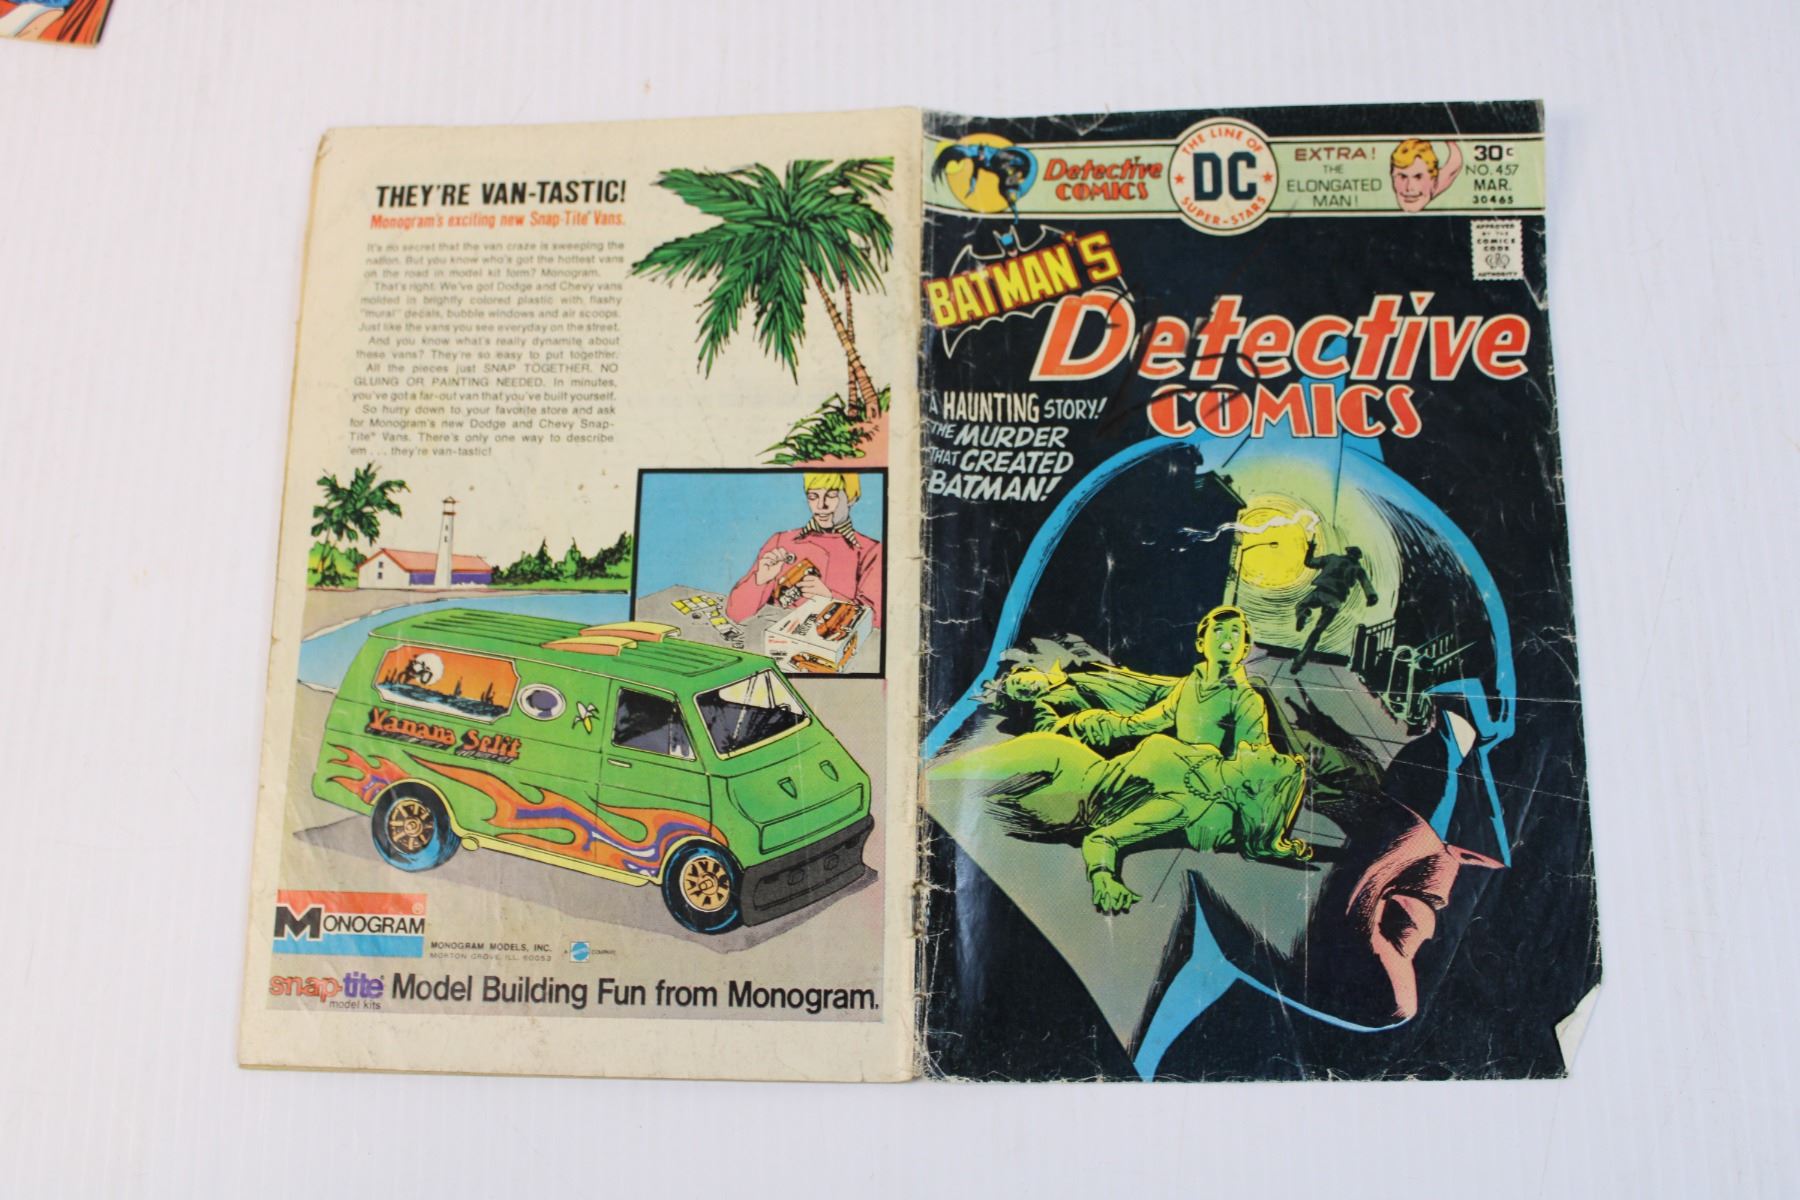 THEY'RE VAN-TASTIC!
Monogram's exciting new Snap-Tite® Vans.
It's no secret that the van craze is sweeping the
nation. But you know who's got the hottest vans
on the road in model kit form? Monogram.
That's right. We've got Dodge and Chevy vans
molded in brightly colored plastic with flashy
"mural" decals, bubble windows and air scoops.
Just like the vans you see everyday on the street.
And you know what's really dynamite about
these vans? They're so easy to put together.
All the pieces just SNAP TOGETHER. NO
GLUING OR PAINTING NEEDED. In minutes,
you've got a far-out van that you've built yourself.
So hurry down to your favorite store and ask
for Monogram's new Dodge and Chevy Snap-
Tite® Vans. There's only one way to describe
'em . . . they're van-tastic!
Vanana Split
MONOGRAM®
MONOGRAM MODELS, INC.
MORTON GROVE, ILL. 60053
A
COMPANY
snap-tite®
model kits
Model Building Fun from Monogram.
Detective
COMICS
THE LINE OF
DC
SUPER-STARS
EXTRA!
THE
ELONGATED
MAN!
30¢
NO. 457
MAR.
30465
APPROVED
BY THE
COMICS
CODE
AUTHORITY
BATMAN'S
Detective
COMICS
A HAUNTING STORY!
THE MURDER
THAT CREATED
BATMAN!